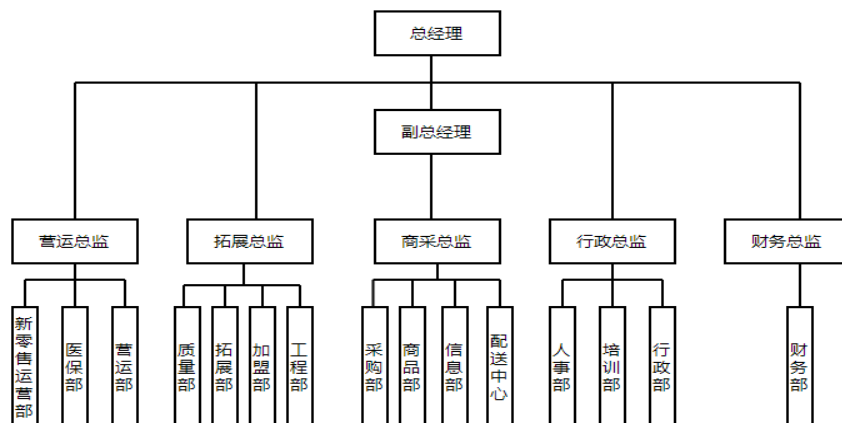 总经理
副总经理
营运总监
拓展总监
商采总监
行政总监
财务总监
新零售运营部
医保部
营运部
质量部
拓展部
加盟部
工程部
采购部
商品部
信息部
配送中心
人事部
培训部
行政部
财务部